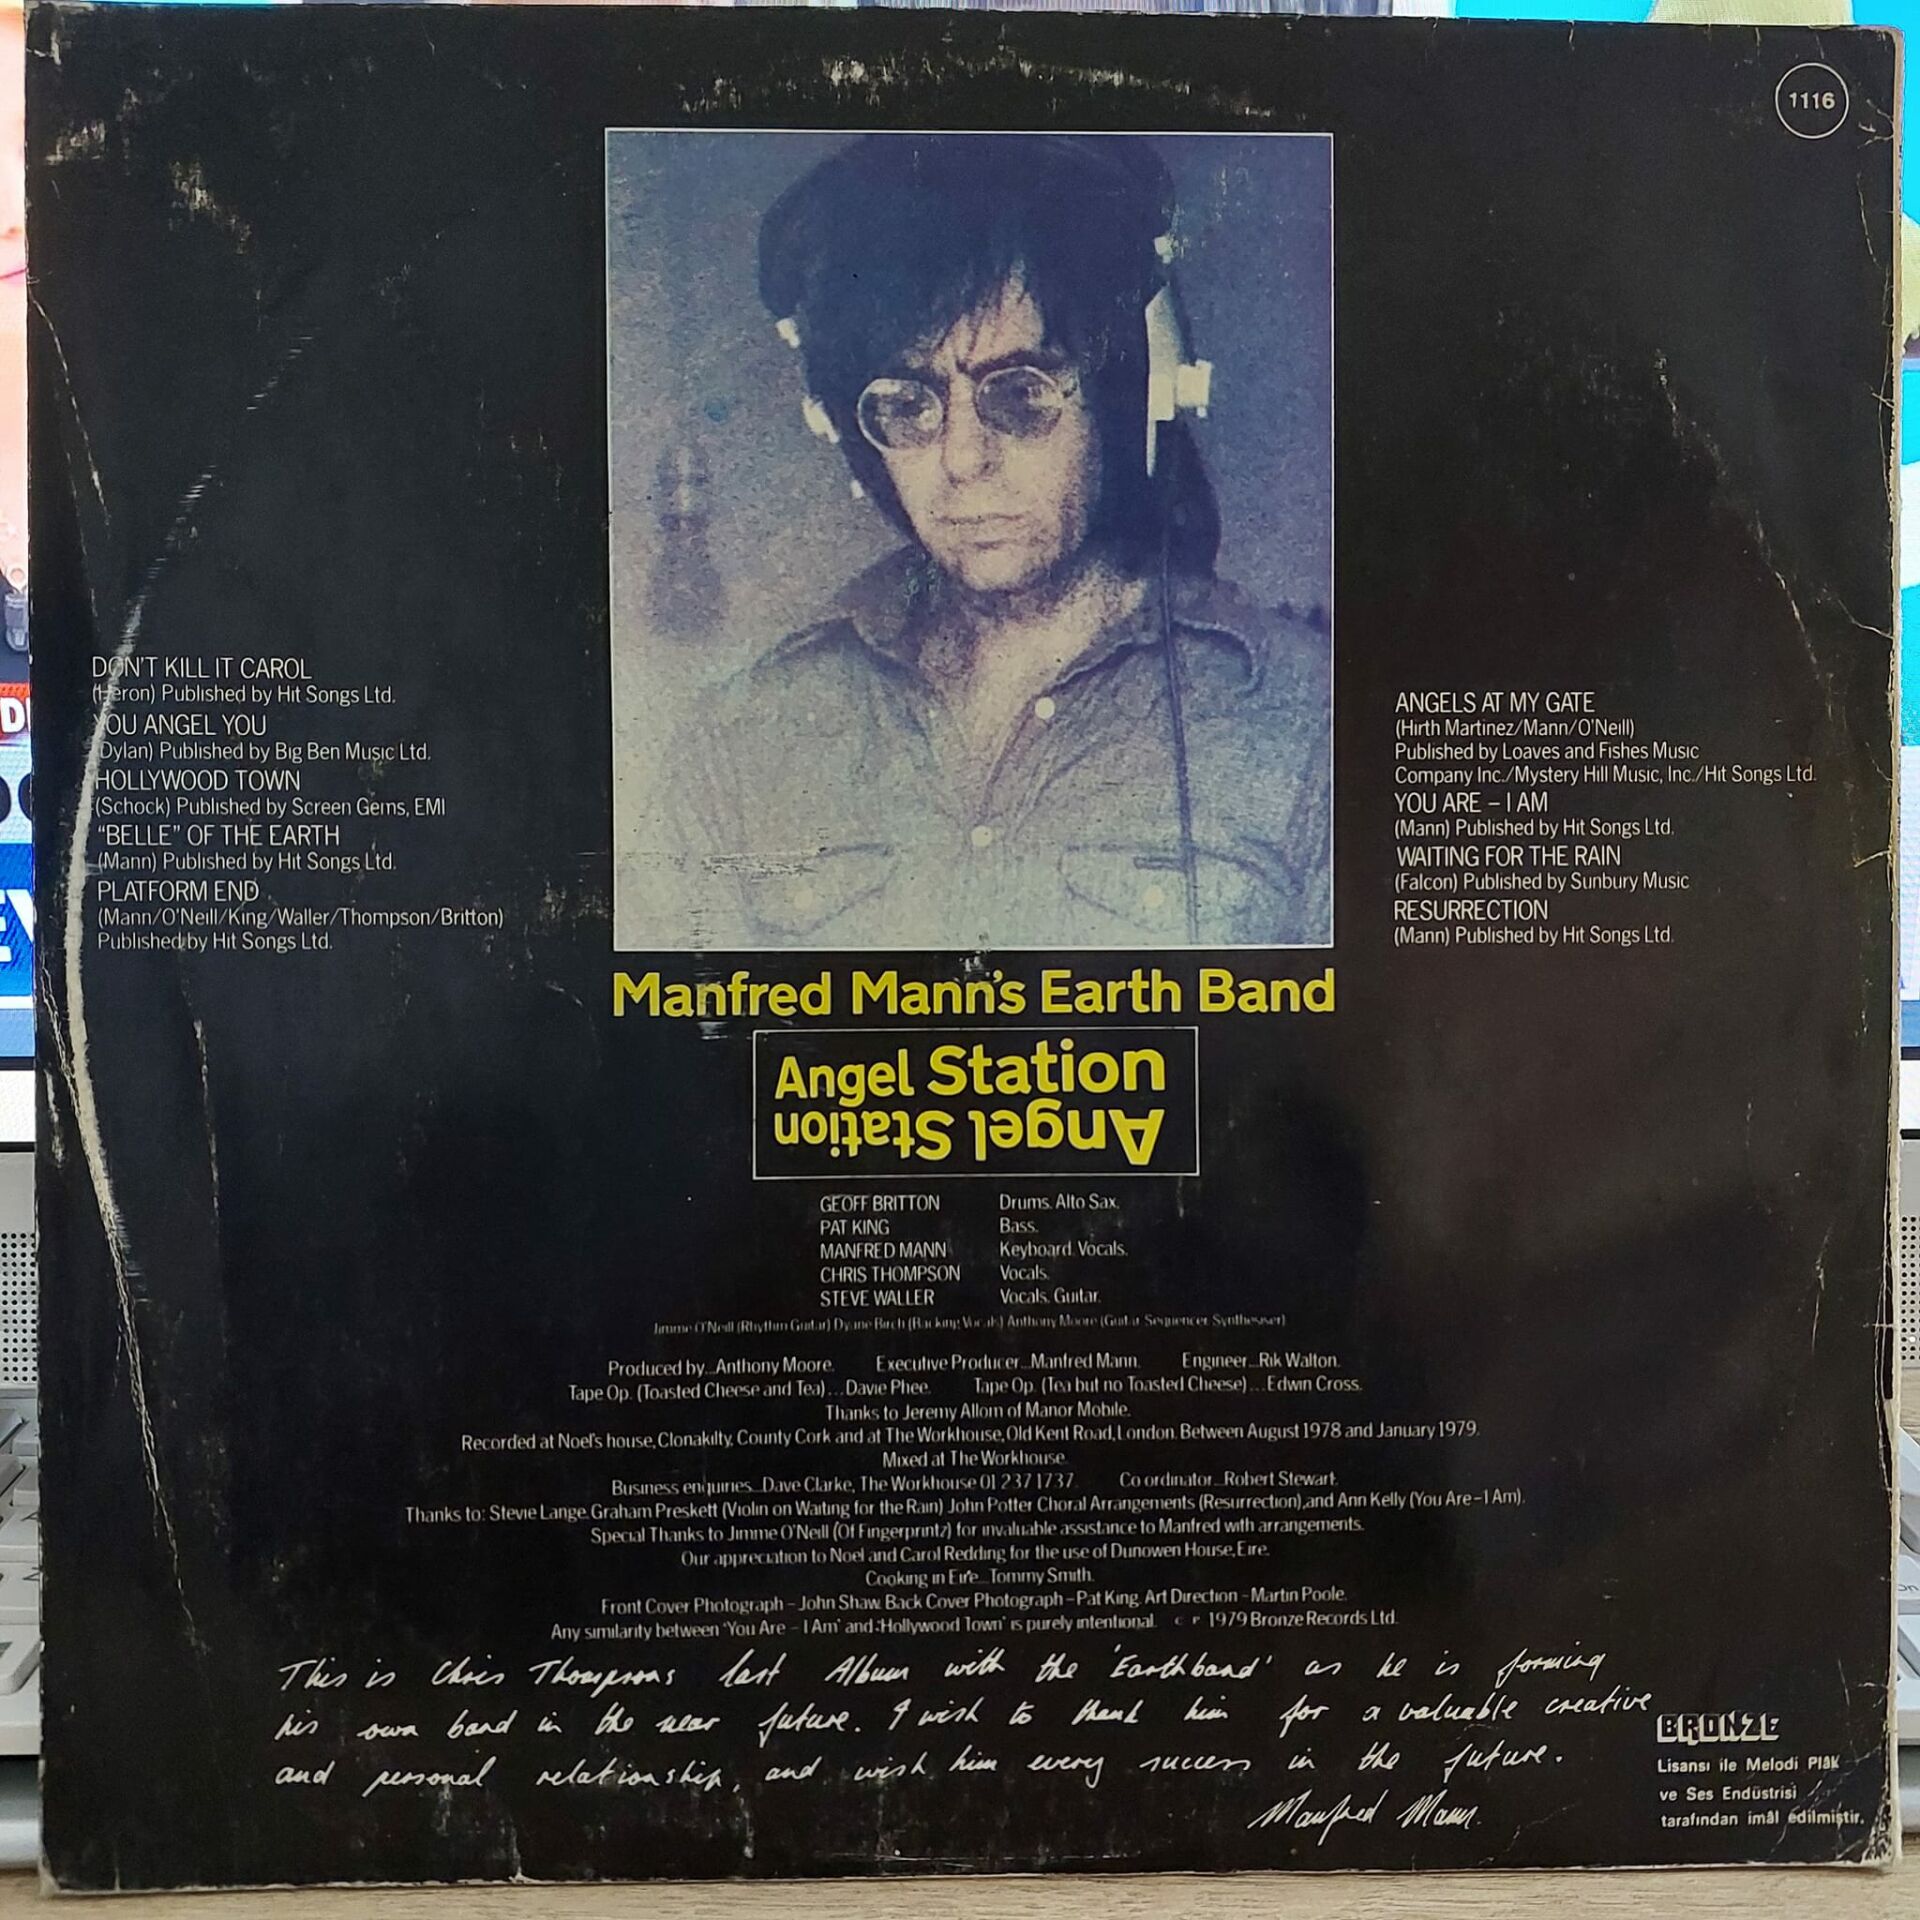 1116
DON'T KILL IT CAROL
(Heron) Published by Hit Songs Ltd.
YOU ANGEL YOU
(Dylan) Published by Big Ben Music Ltd.
HOLLYWOOD TOWN
(Schock) Published by Screen Gems, EMI
“BELLE” OF THE EARTH
(Mann) Published by Hit Songs Ltd.
PLATFORM END
(Mann/O'Neill/King/Waller/Thompson/Britton)
Published by Hit Songs Ltd.
ANGELS AT MY GATE
(Hirth Martinez/Mann/O'Neill)
Published by Loaves and Fishes Music
Company Inc./Mystery Hill Music, Inc./Hit Songs Ltd.
YOU ARE – I AM
(Mann) Published by Hit Songs Ltd.
WAITING FOR THE RAIN
(Falcon) Published by Sunbury Music
RESURRECTION
(Mann) Published by Hit Songs Ltd.
Manfred Mann's Earth Band
Angel Station
Angel Station
GEOFF BRITTON Drums. Alto Sax.
PAT KING Bass.
MANFRED MANN Keyboard. Vocals.
CHRIS THOMPSON Vocals.
STEVE WALLER Vocals. Guitar.
Jimme O'Neill (Rhythm Guitar) Dyane Birch (Backing Vocals) Anthony Moore (Guitar Sequencer Synthesiser)
Produced by...Anthony Moore. Executive Producer...Manfred Mann. Engineer...Rik Walton.
Tape Op. (Toasted Cheese and Tea)...Davie Phee. Tape Op. (Tea but no Toasted Cheese)...Edwin Cross.
Thanks to Jeremy Allom of Manor Mobile.
Recorded at Noel's house, Clonakilty, County Cork and at The Workhouse, Old Kent Road, London. Between August 1978 and January 1979.
Mixed at The Workhouse.
Business enquiries...Dave Clarke, The Workhouse 01 237 1737. Co ordinator...Robert Stewart.
Thanks to: Stevie Lange. Graham Preskett (Violin on Waiting for the Rain) John Potter Choral Arrangements (Resurrection), and Ann Kelly (You Are – I Am).
Special Thanks to Jimme O'Neill (Of Fingerprintz) for invaluable assistance to Manfred with arrangements.
Our appreciation to Noel and Carol Redding for the use of Dunowen House, Eire.
Cooking in Eire...Tommy Smith.
Front Cover Photograph – John Shaw. Back Cover Photograph – Pat King. Art Direction – Martin Poole.
Any similarity between 'You Are – I Am' and 'Hollywood Town' is purely intentional. C P 1979 Bronze Records Ltd.
This is Chris Thompsons last Album with the 'Earthband' as he is forming
his own band in the near future. I wish to thank him for a valuable creative
and personal relationship, and wish him every success in the future.
Manfred Mann.
BRONZE
Lisansı ile Melodi Plâk
ve Ses Endüstrisi
tarafından imâl edilmiştir.